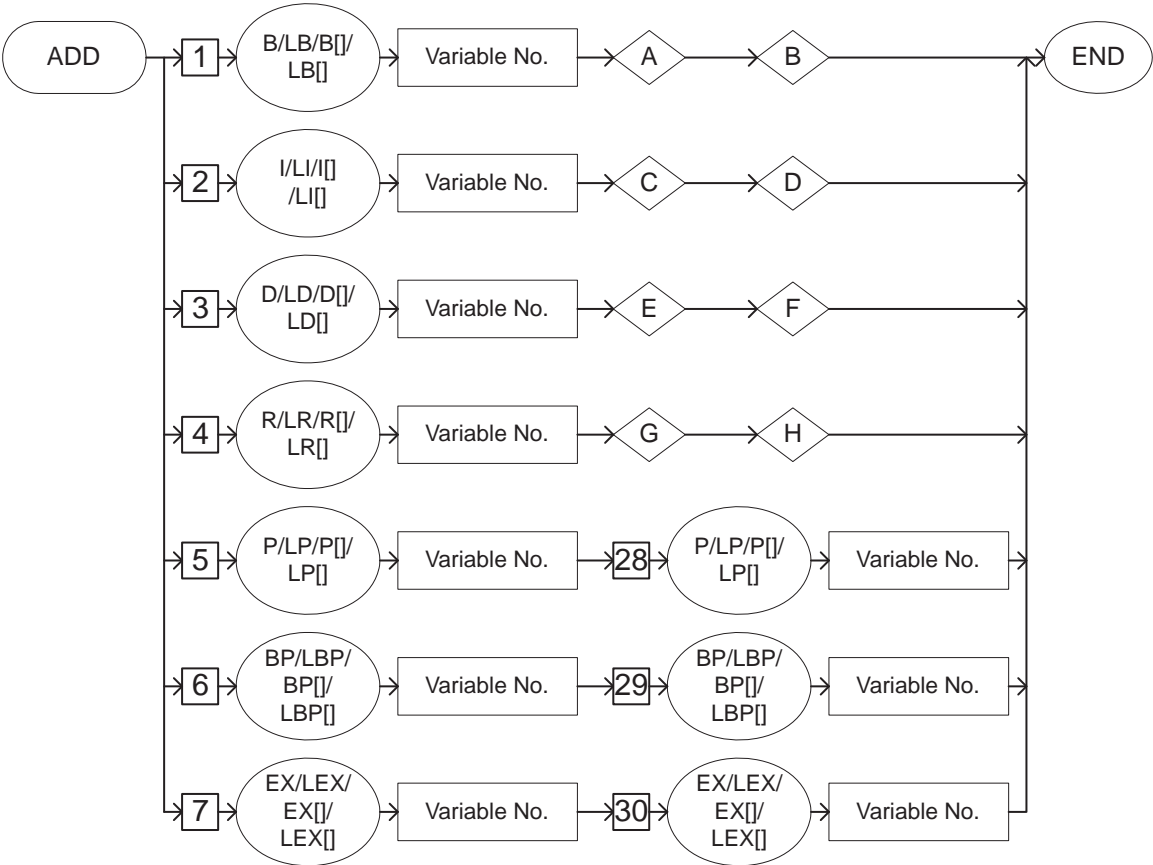 ADD
1
B/LB/B[]/
LB[]
Variable No.
A
B
END
2
I/LI/I[]
/LI[]
Variable No.
C
D
3
D/LD/D[]/
LD[]
Variable No.
E
F
4
R/LR/R[]/
LR[]
Variable No.
G
H
5
P/LP/P[]/
LP[]
Variable No.
28
P/LP/P[]/
LP[]
Variable No.
6
BP/LBP/
BP[]/
LBP[]
Variable No.
29
BP/LBP/
BP[]/
LBP[]
Variable No.
7
EX/LEX/
EX[]/
LEX[]
Variable No.
30
EX/LEX/
EX[]/
LEX[]
Variable No.